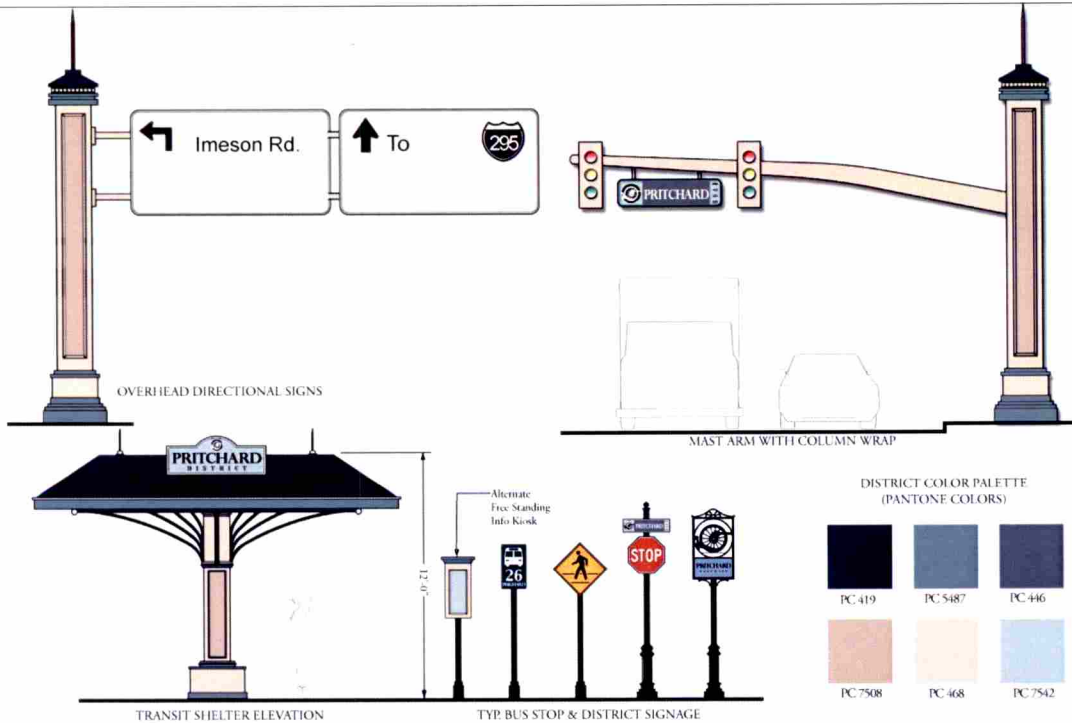 Imeson Rd.
To
295
PRITCHARD
OVERHEAD DIRECTIONAL SIGNS
MAST ARM WITH COLUMN WRAP
PRITCHARD
DISTRICT
12'-0"
Alternate
Free Standing
Info Kiosk
26
PRITCHARD
STOP
PRITCHARD
TRANSIT SHELTER ELEVATION
TYP. BUS STOP & DISTRICT SIGNAGE
DISTRICT COLOR PALETTE
(PANTONE COLORS)
PC 419
PC 5487
PC 446
PC 7508
PC 468
PC 7542